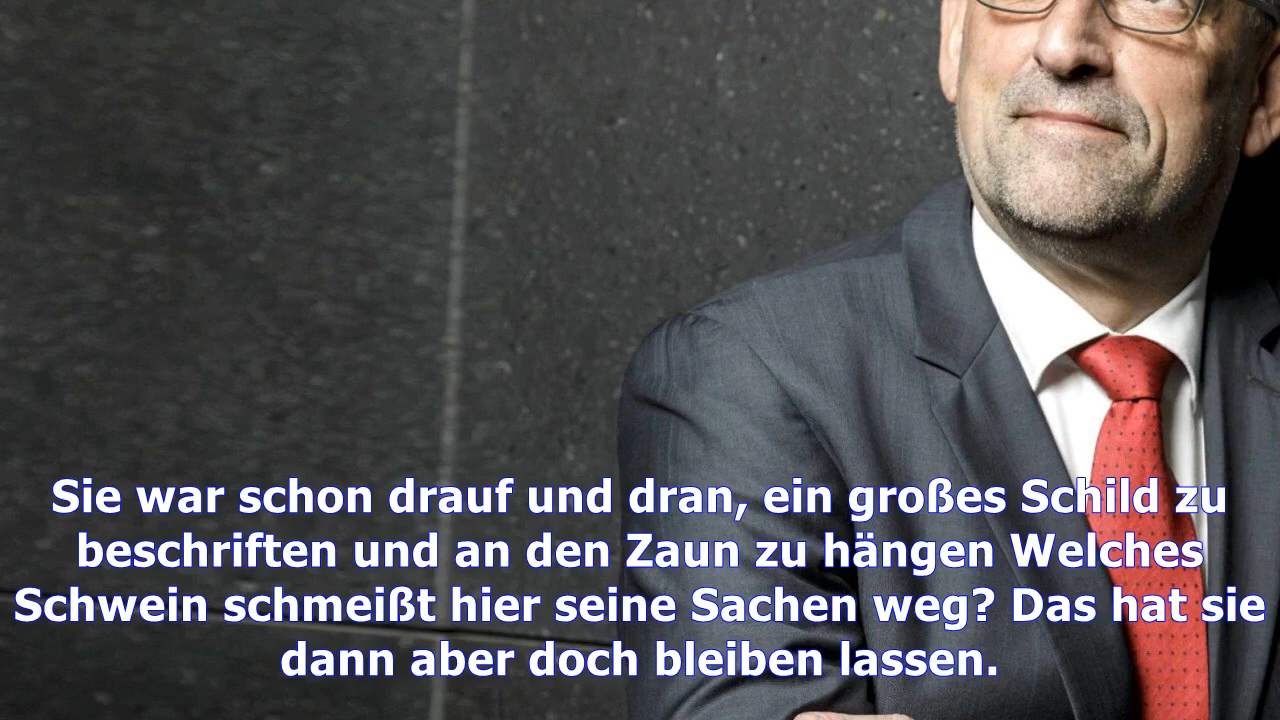 Sie war schon drauf und dran, ein großes Schild zu
beschriften und an den Zaun zu hängen Welches
Schwein schmeißt hier seine Sachen weg? Das hat sie
dann aber doch bleiben lassen.